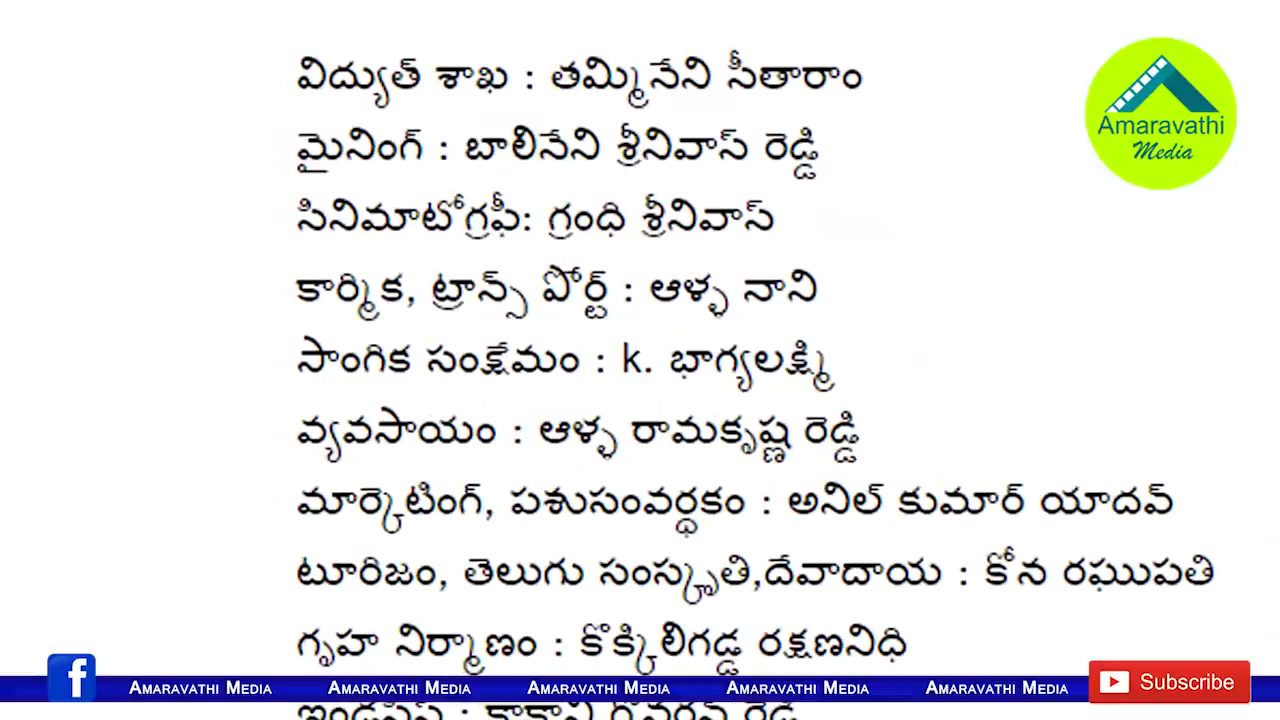 విద్యుత్ శాఖ : తమ్మినేని సీతారాం
మైనింగ్ : బాలినేని శ్రీనివాస్ రెడ్డి
సినిమాటోగ్రఫీ: గ్రంధి శ్రీనివాస్
కార్మిక, ట్రాన్స్ పోర్ట్ : ఆళ్ళ నాని
సాంగిక సంక్షేమం : k. భాగ్యలక్ష్మి
వ్యవసాయం : ఆళ్ళ రామకృష్ణ రెడ్డి
మార్కెటింగ్, పశుసంవర్ధకం : అనిల్ కుమార్ యాదవ్
టూరిజం, తెలుగు సంస్కృతి,దేవాదాయ : కోన రఘుపతి
గృహ నిర్మాణం : కొక్కిలిగడ్డ రక్షణనిధి
Amaravathi
Media
f AMARAVATHI MEDIA AMARAVATHI MEDIA AMARAVATHI MEDIA AMARAVATHI MEDIA AMARAVATHI MEDIA Subscribe